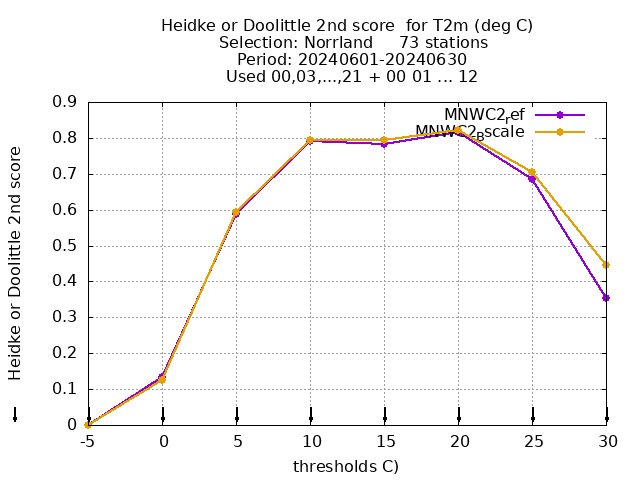 Heidke or Doolittle 2nd score  for T2m (deg C)
Selection: Norrland     73 stations
Period: 20240601-20240630
Used 00,03,...,21 + 00 01 ... 12
MNWC2ref
MNWC2Bscale
Heidke or Doolittle 2nd score
0.9
0.8
0.7
0.6
0.5
0.4
0.3
0.2
0.1
0
-5 0 5 10 15 20 25 30
thresholds C)